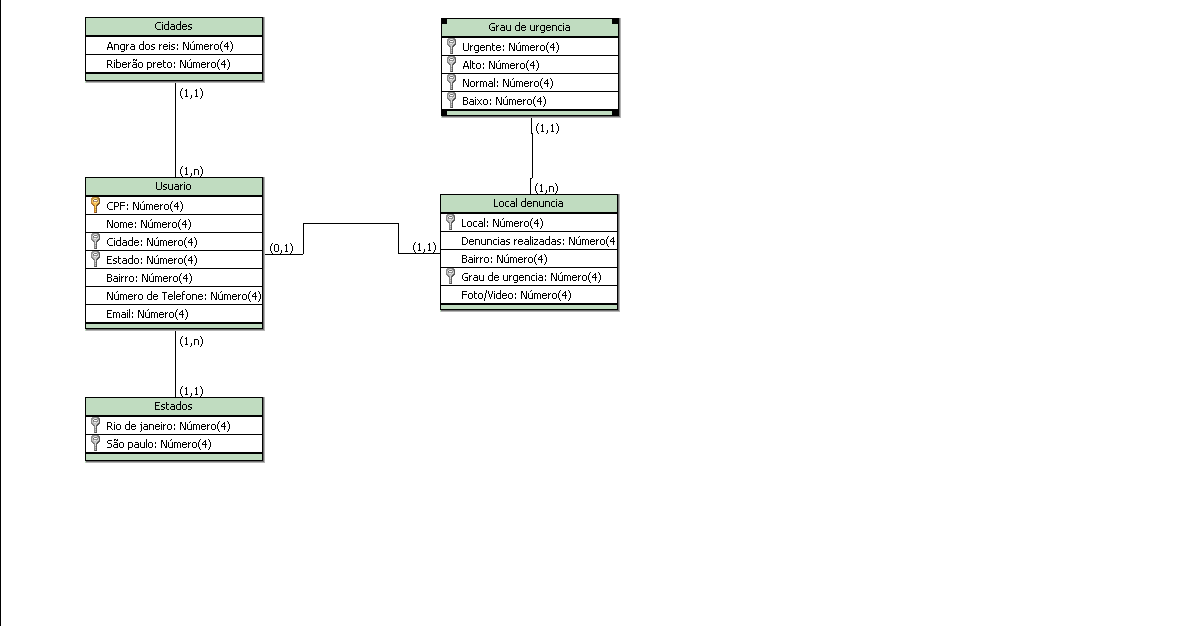 Cidades
Angra dos reis: Número(4)
Riberão preto: Número(4)
(1,1)
(1,n)
Usuario
CPF: Número(4)
Nome: Número(4)
Cidade: Número(4)
Estado: Número(4)
Bairro: Número(4)
Número de Telefone: Número(4)
Email: Número(4)
(1,n)
(1,1)
Estados
Rio de janeiro: Número(4)
São paulo: Número(4)
(0,1)
(1,1)
Grau de urgencia
Urgente: Número(4)
Alto: Número(4)
Normal: Número(4)
Baixo: Número(4)
(1,1)
(1,n)
Local denuncia
Local: Número(4)
Denuncias realizadas: Número(4
Bairro: Número(4)
Grau de urgencia: Número(4)
Foto/Video: Número(4)